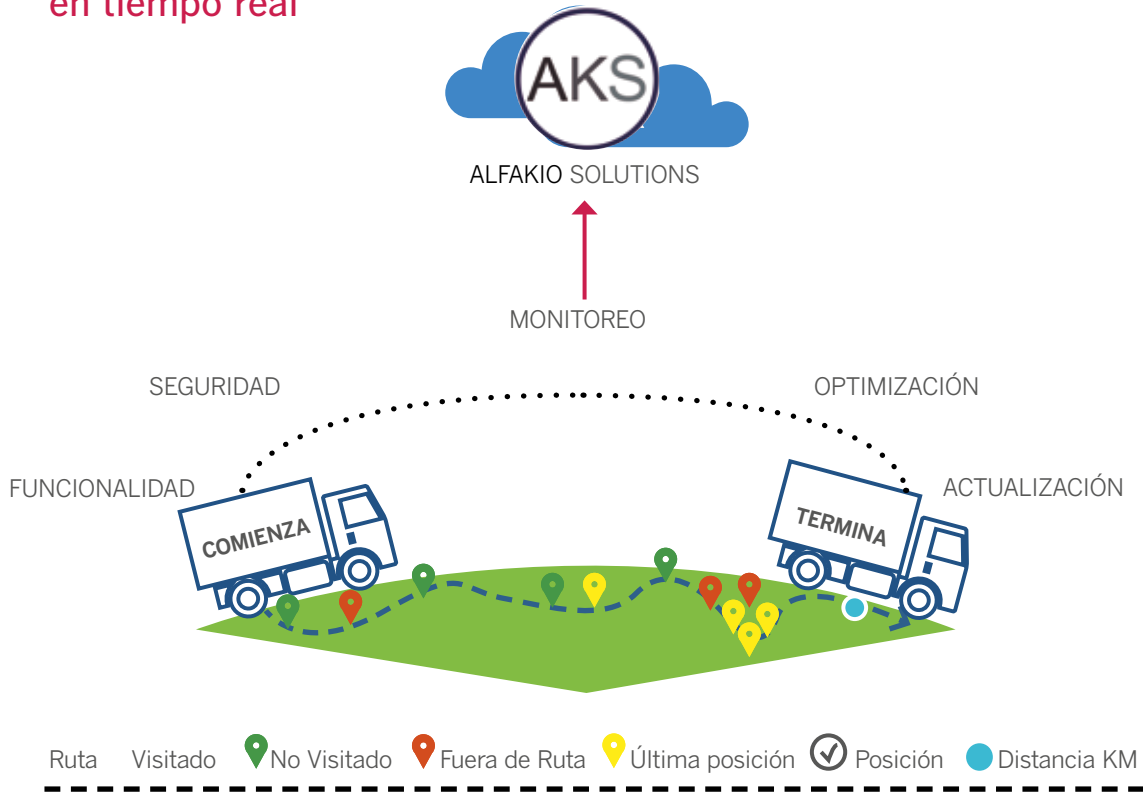 en tiempo real
AKS
ALFAKIO SOLUTIONS
MONITOREO
SEGURIDAD
OPTIMIZACIÓN
FUNCIONALIDAD
ACTUALIZACIÓN
COMIENZA
TERMINA
Ruta Visitado No Visitado Fuera de Ruta Última posición Posición Distancia KM